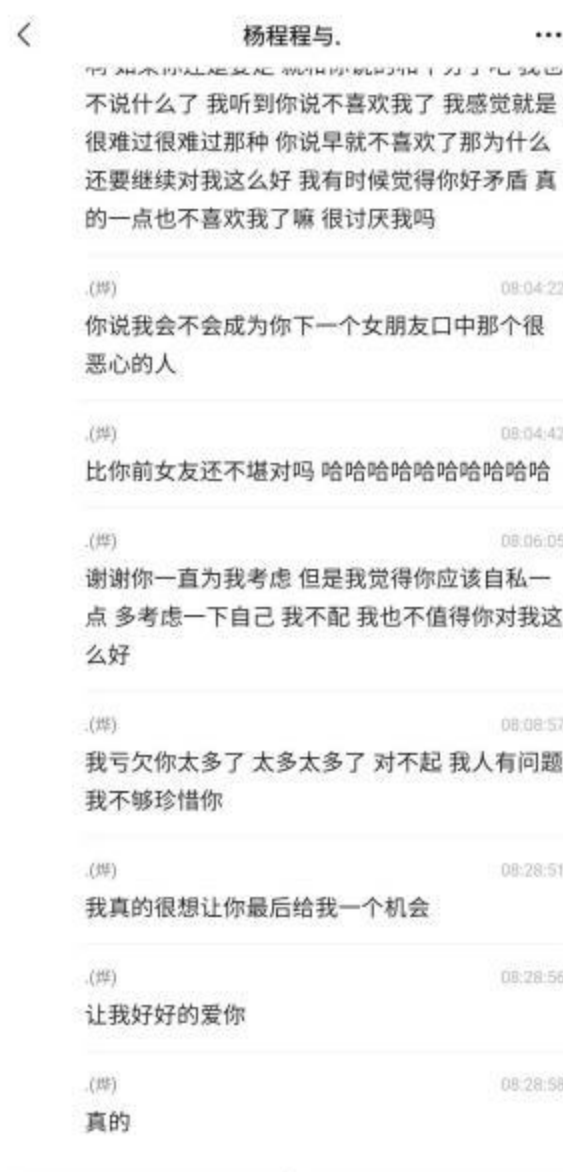 杨程程与.
不说什么了 我听到你说不喜欢我了 我感觉就是
很难过很难过那种 你说早就不喜欢了那为什么
还要继续对我这么好 我有时候觉得你好矛盾 真
的一点也不喜欢我了嘛 很讨厌我吗
.(烨) 08:04:22
你说我会不会成为你下一个女朋友口中那个很
恶心的人
.(烨) 08:04:42
比你前女友还不堪对吗 哈哈哈哈哈哈哈哈哈哈
.(烨) 08:06:05
谢谢你一直为我考虑 但是我觉得你应该自私一
点 多考虑一下自己 我不配 我也不值得你对我这
么好
.(烨) 08:08:57
我亏欠你太多了 太多太多了 对不起 我人有问题
我不够珍惜你
.(烨) 08:28:51
我真的很想让你最后给我一个机会
.(烨) 08:28:56
让我好好的爱你
.(烨) 08:28:58
真的